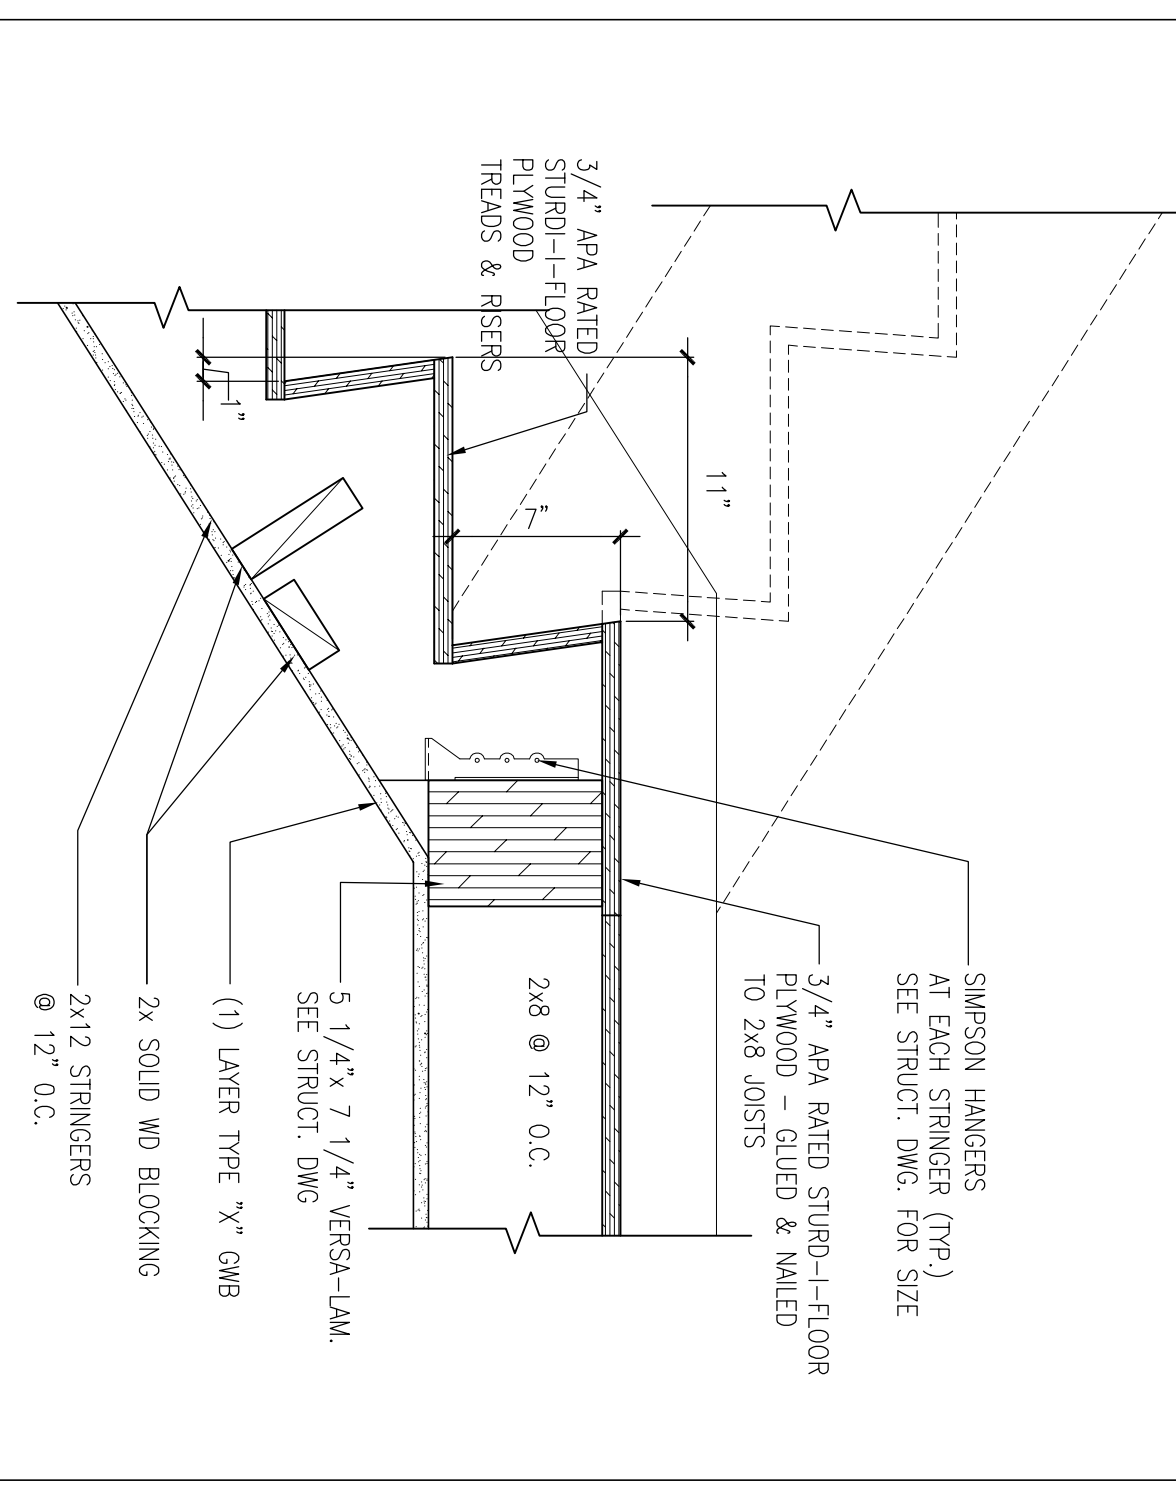 SIMPSON HANGERS
AT EACH STRINGER (TYP.)
SEE STRUCT. DWG. FOR SIZE
3/4" APA RATED STURD-I-FLOOR
PLYWOOD - GLUED & NAILED
TO 2x8 JOISTS
3/4" APA RATED
STURDI-I-FLOOR
PLYWOOD
TREADS & RISERS
11"
7"
1"
2x8 @ 12" O.C.
5 1/4"x 7 1/4" VERSA-LAM.
SEE STRUCT. DWG
(1) LAYER TYPE "X" GWB
2x SOLID WD BLOCKING
2x12 STRINGERS
@ 12" O.C.